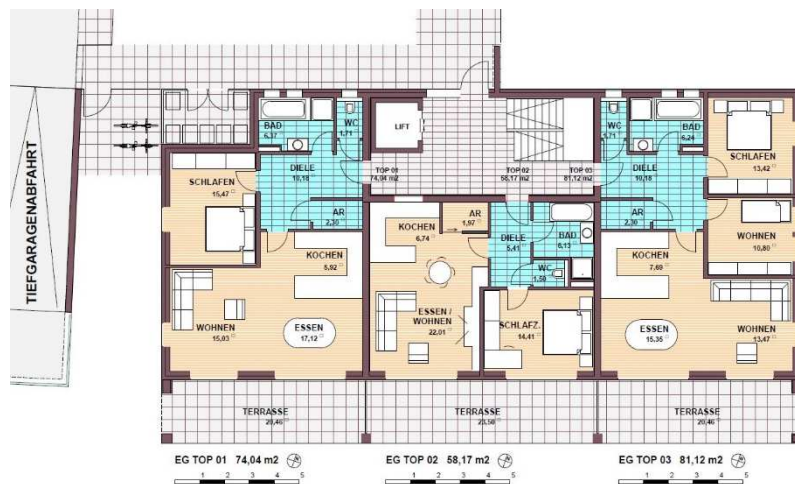 TIEFGARAGENABFAHRT
BAD
6,37
WC
1,71
DIELE
10,18
SCHLAFEN
15,47
AR
2,30
KOCHEN
5,92
WOHNEN
15,03
ESSEN
17,12
TERRASSE
20,46
LIFT
TOP 01
74,04 m2
TOP 02
58,17 m2
TOP 03
81,12 m2
KOCHEN
6,74
AR
1,97
DIELE
5,41
BAD
6,13
WC
1,50
ESSEN /
WOHNEN
22,01
SCHLAFZ.
14,41
TERRASSE
23,50
WC
1,71
BAD
6,24
DIELE
10,18
SCHLAFEN
13,42
AR
2,30
WOHNEN
10,80
KOCHEN
7,69
ESSEN
15,35
WOHNEN
13,47
TERRASSE
20,46
EG TOP 01 74,04 m2
1 2 3 4 5
EG TOP 02 58,17 m2
1 2 3 4 5
EG TOP 03 81,12 m2
1 2 3 4 5